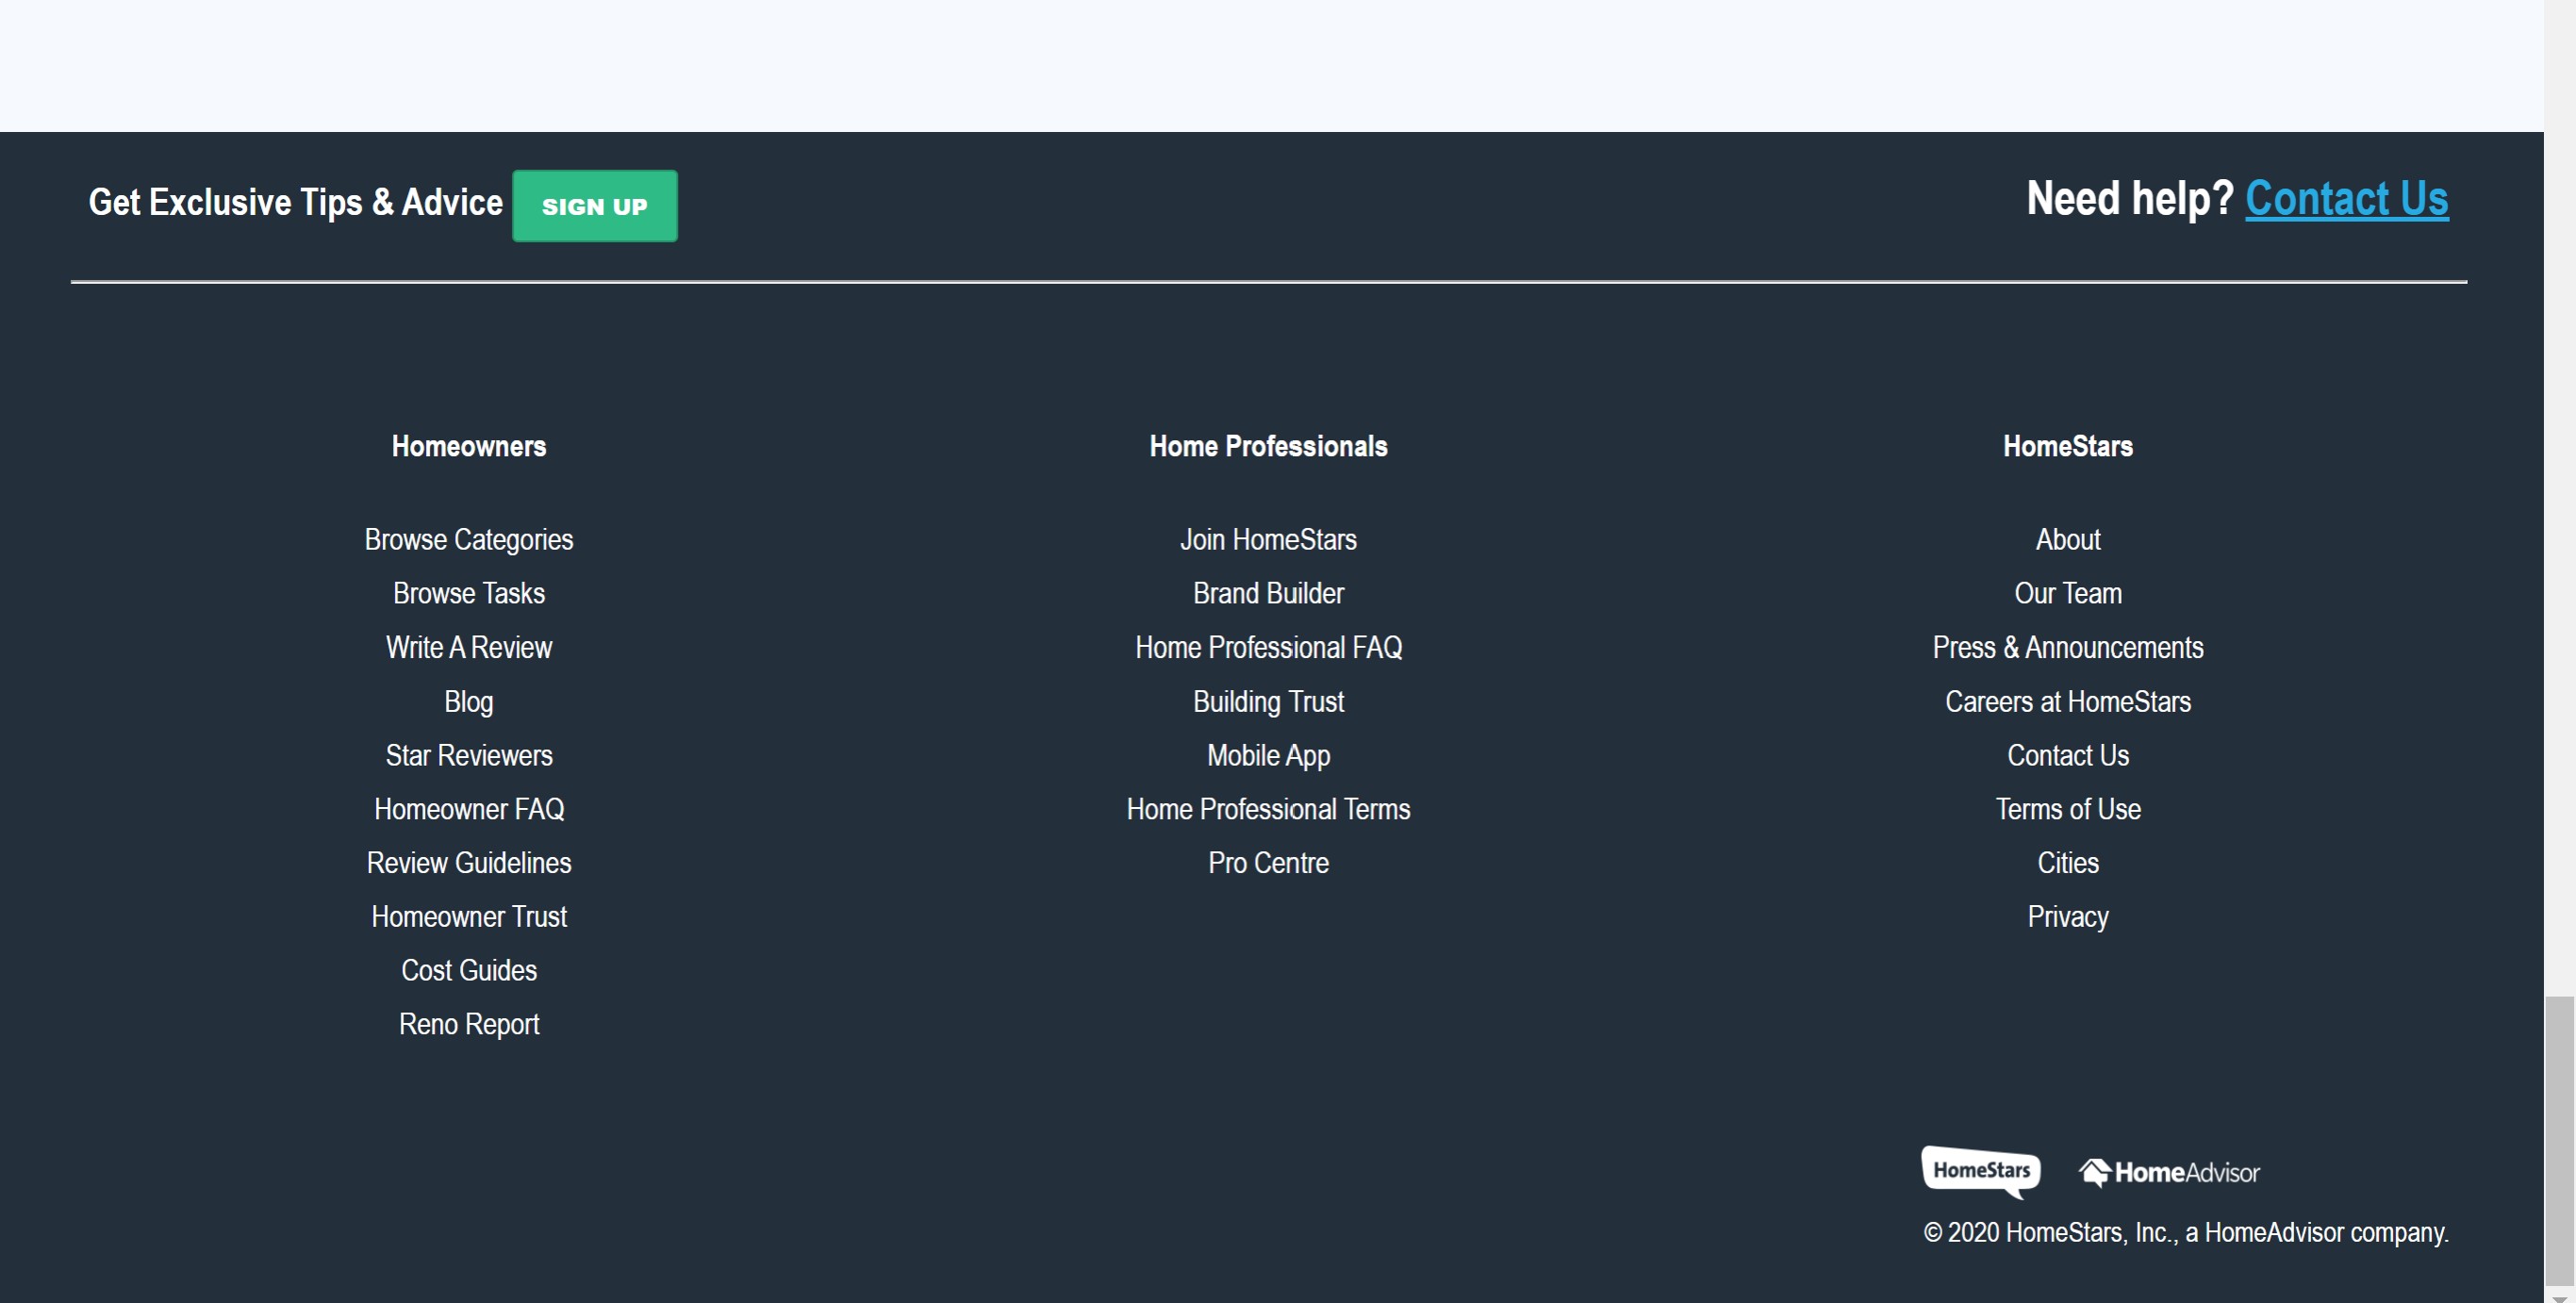 Get Exclusive Tips & Advice SIGN UP
Need help? Contact Us
Homeowners
Browse Categories
Browse Tasks
Write A Review
Blog
Star Reviewers
Homeowner FAQ
Review Guidelines
Homeowner Trust
Cost Guides
Reno Report
Home Professionals
Join HomeStars
Brand Builder
Home Professional FAQ
Building Trust
Mobile App
Home Professional Terms
Pro Centre
HomeStars
About
Our Team
Press & Announcements
Careers at HomeStars
Contact Us
Terms of Use
Cities
Privacy
HomeStars HomeAdvisor
© 2020 HomeStars, Inc., a HomeAdvisor company.